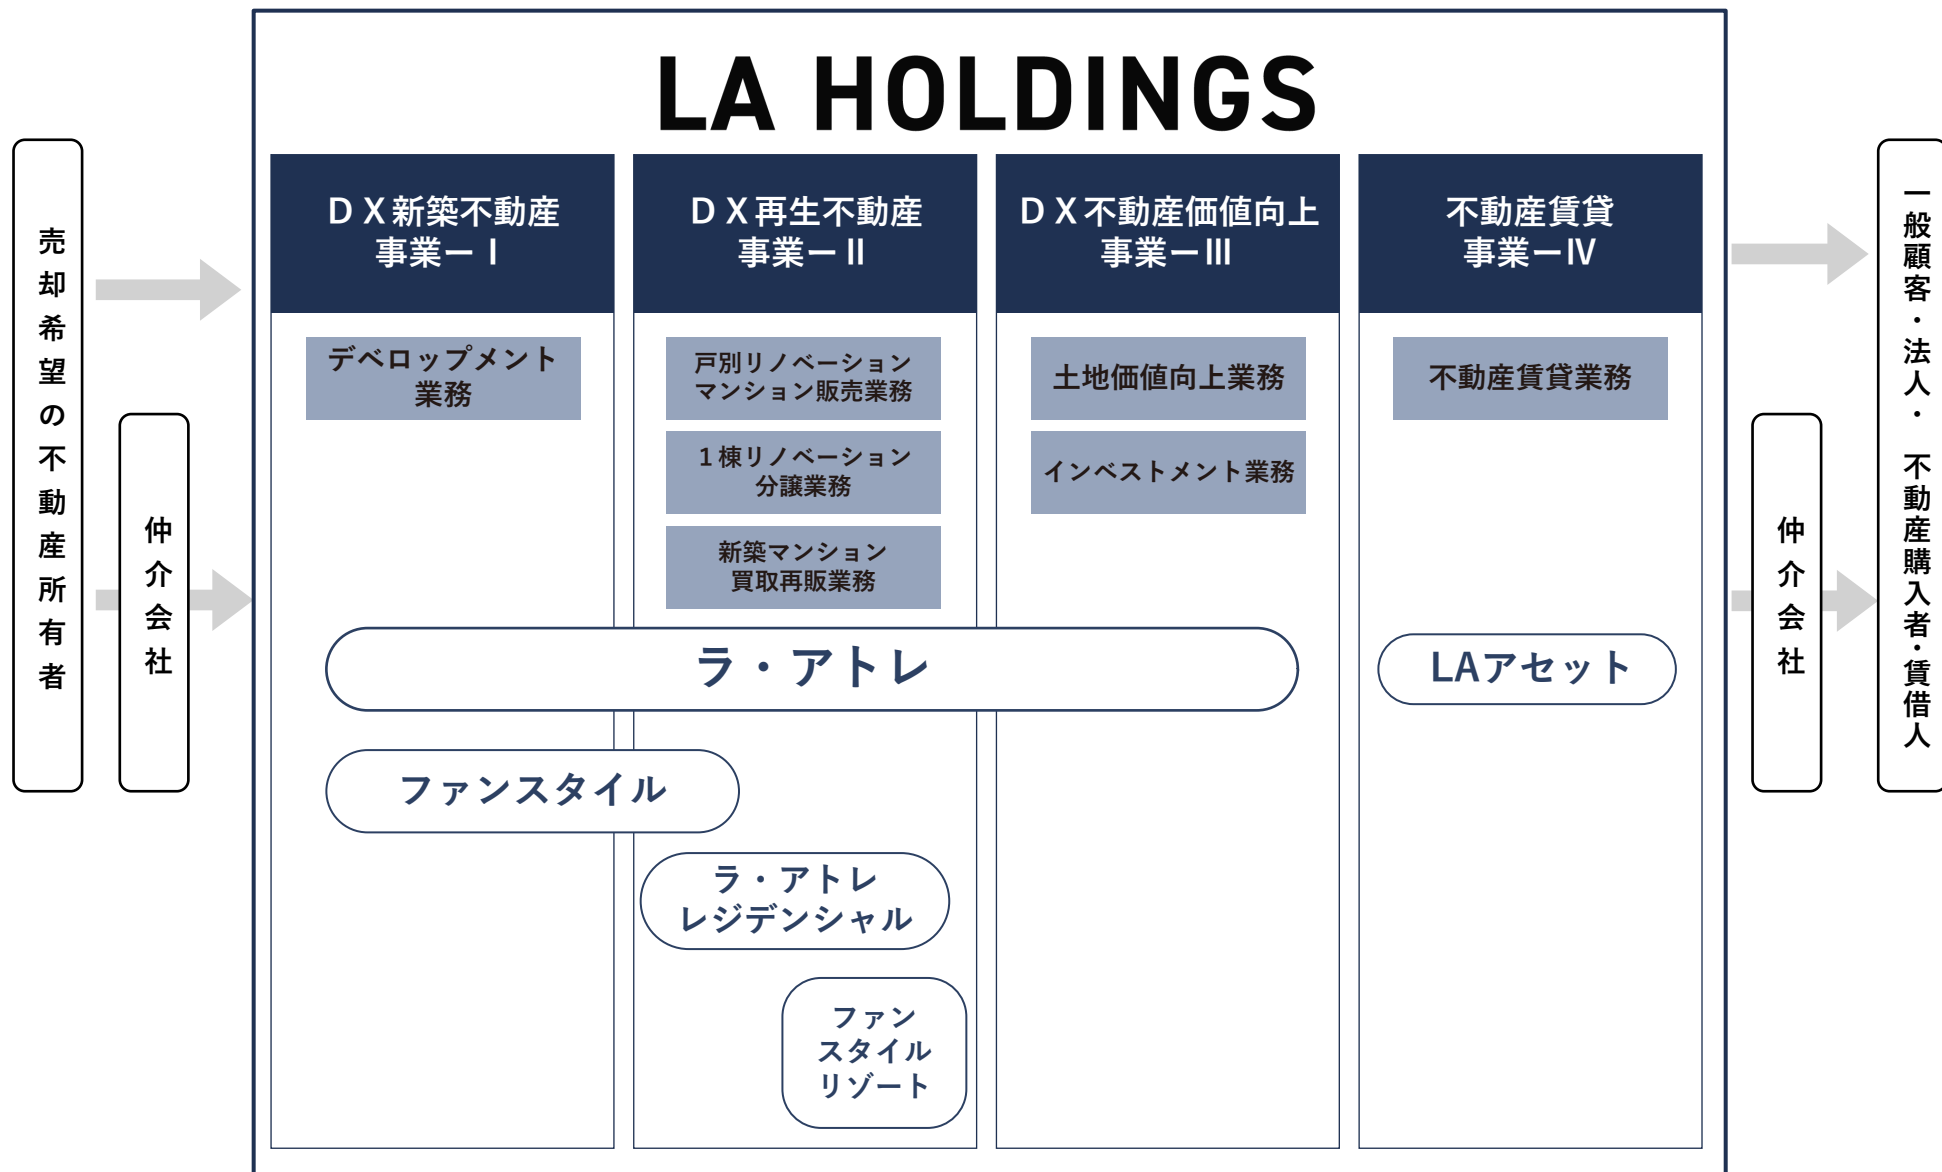 LA HOLDINGS
売却希望の不動産所有者
仲介会社
ＤＸ新築不動産
事業ーⅠ
デベロップメント
業務
ＤＸ再生不動産
事業ーⅡ
戸別リノベーション
マンション販売業務
１棟リノベーション
分譲業務
新築マンション
買取再販業務
ＤＸ不動産価値向上
事業ーⅢ
土地価値向上業務
インベストメント業務
不動産賃貸
事業ーⅣ
不動産賃貸業務
ラ・アトレ
LAアセット
ファンスタイル
ラ・アトレ
レジデンシャル
ファン
スタイル
リゾート
仲介会社
一般顧客・法人・不動産購入者・賃借人